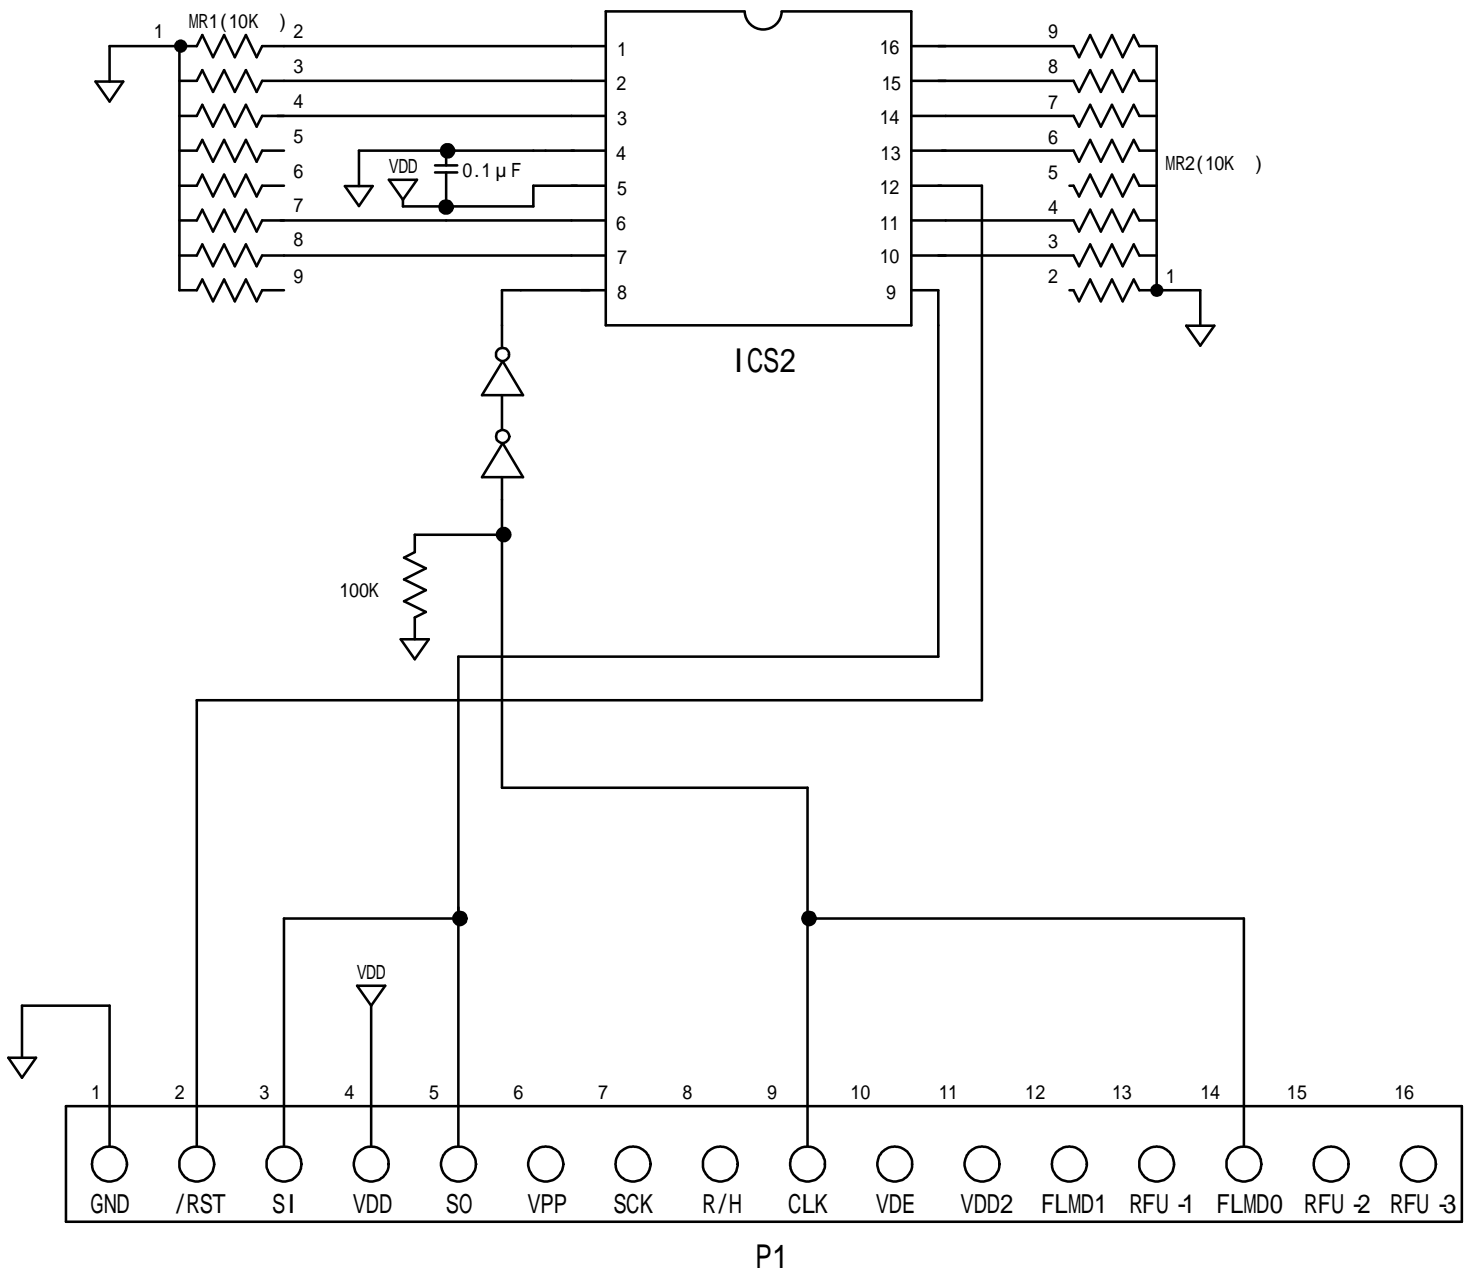 MR1(10K )
1 2
3
4
5
6
7
8
9
VDD
0.1μF
1 16
2 15
3 14
4 13
5 12
6 11
7 10
8 9
ICS2
9
8
7
6
5
4
3
2
1
MR2(10K )
100K
VDD
1 2 3 4 5 6 7 8 9 10 11 12 13 14 15 16
GND /RST SI VDD SO VPP SCK R/H CLK VDE VDD2 FLMD1 RFU-1 FLMD0 RFU-2 RFU-3
P1